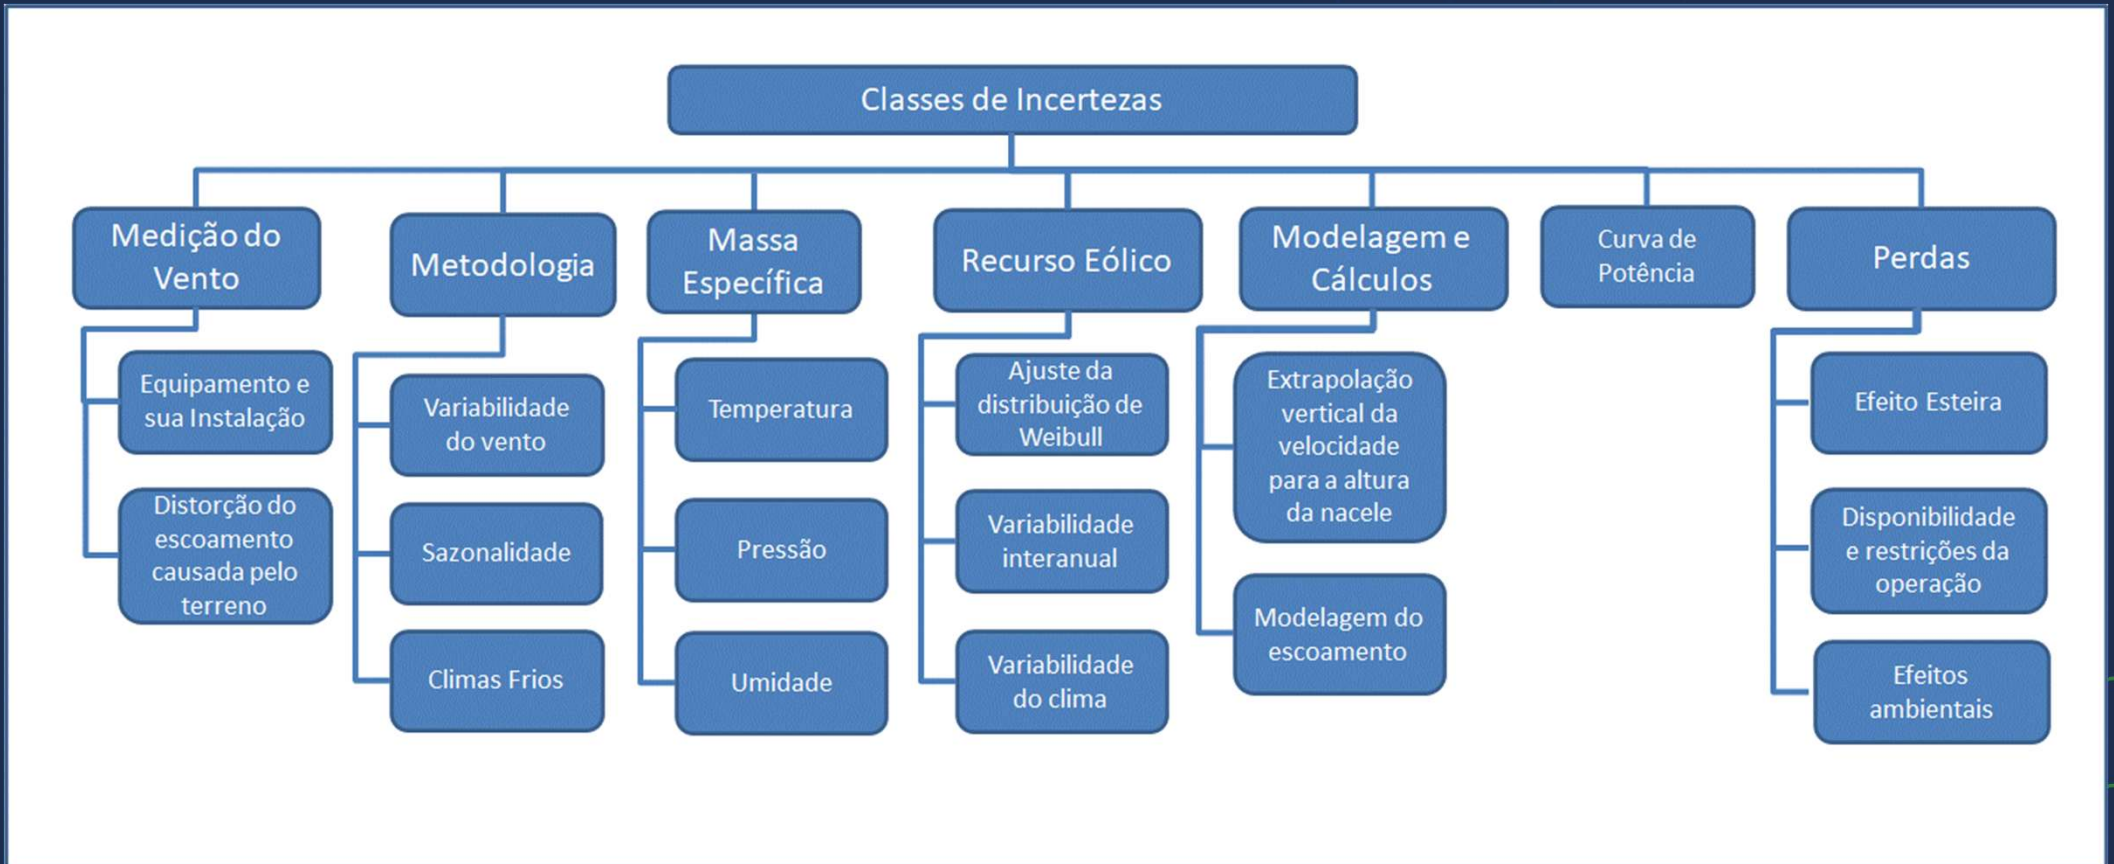 Classes de Incertezas
Medição do
Vento
Equipamento e
sua Instalação
Distorção do
escoamento
causada pelo
terreno
Metodologia
Variabilidade
do vento
Sazonalidade
Climas Frios
Massa
Específica
Temperatura
Pressão
Umidade
Recurso Eólico
Ajuste da
distribuição de
Weibull
Variabilidade
interanual
Variabilidade
do clima
Modelagem e
Cálculos
Extrapolação
vertical da
velocidade
para a altura
da nacele
Modelagem do
escoamento
Curva de
Potência
Perdas
Efeito Esteira
Disponibilidade
e restrições da
operação
Efeitos
ambientais